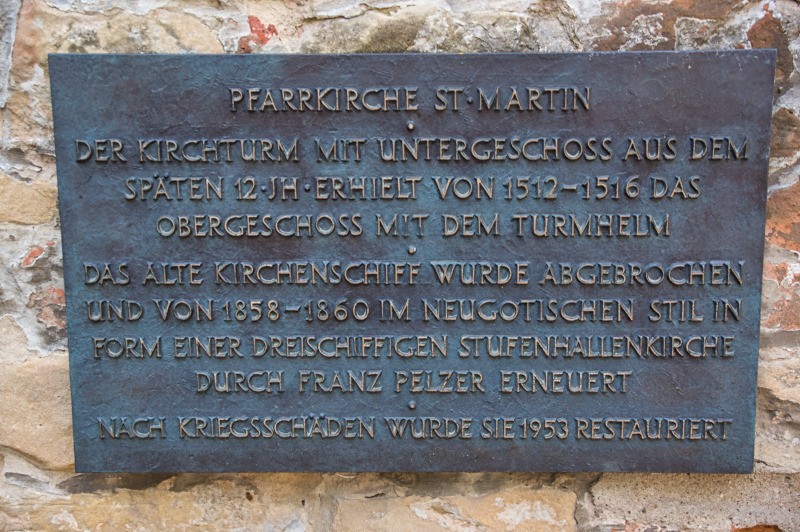 PFARRKIRCHE ST·MARTIN
DER KIRCHTURM MIT UNTERGESCHOSS AUS DEM
SPÄTEN 12·JH·ERHIELT VON 1512-1516 DAS
OBERGESCHOSS MIT DEM TURMHELM
DAS ALTE KIRCHENSCHIFF WURDE ABGEBROCHEN
UND VON 1858-1860 IM NEUGOTISCHEN STIL IN
FORM EINER DREISCHIFFIGEN STUFENHALLENKIRCHE
DURCH FRANZ PELZER ERNEUERT
NACH KRIEGSSCHÄDEN WURDE SIE 1953 RESTAURIERT